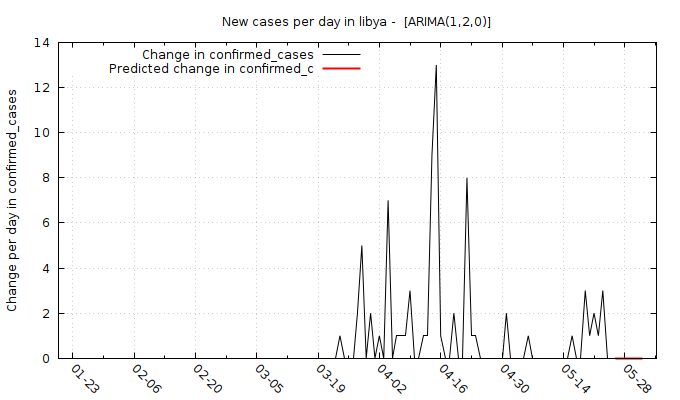 New cases per day in libya -  [ARIMA(1,2,0)]
Change in confirmed_cases
Predicted change in confirmed_c
Change per day in confirmed_cases
14
12
10
8
6
4
2
0
01-23 02-06 02-20 03-05 03-19 04-02 04-16 04-30 05-14 05-28